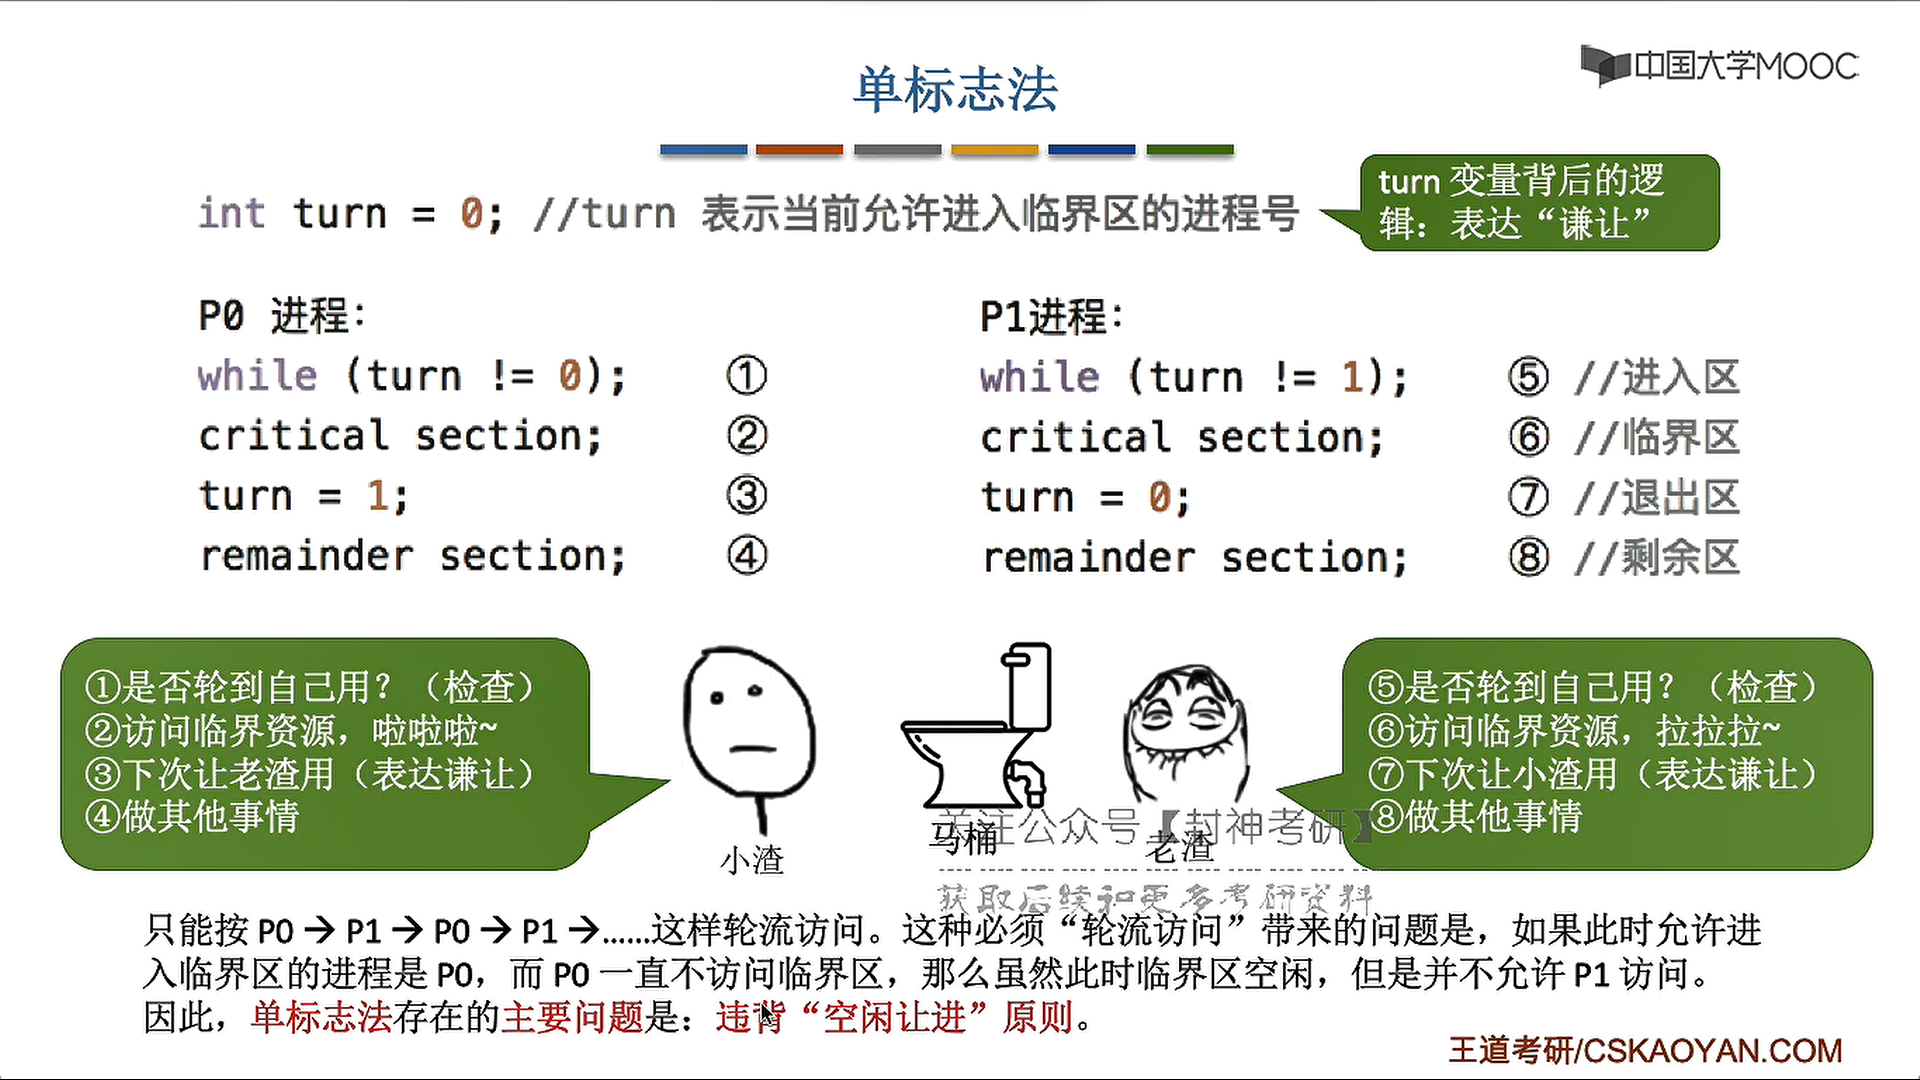 中国大学MOOC
单标志法
int turn = 0; //turn 表示当前允许进入临界区的进程号
turn 变量背后的逻
辑：表达“谦让”
P0 进程：
while (turn != 0); ①
critical section; ②
turn = 1; ③
remainder section; ④
P1进程：
while (turn != 1); ⑤ //进入区
critical section; ⑥ //临界区
turn = 0; ⑦ //退出区
remainder section; ⑧ //剩余区
①是否轮到自己用？（检查）
②访问临界资源，啦啦啦~
③下次让老渣用（表达谦让）
④做其他事情
小渣
马桶
老渣
⑤是否轮到自己用？（检查）
⑥访问临界资源，拉拉拉~
⑦下次让小渣用（表达谦让）
⑧做其他事情
关注公众号【封神考研】
获取后续和更多考研资料
只能按 P0 → P1 → P0 → P1 →……这样轮流访问。这种必须“轮流访问”带来的问题是，如果此时允许进
入临界区的进程是 P0，而 P0 一直不访问临界区，那么虽然此时临界区空闲，但是并不允许 P1 访问。
因此，单标志法存在的主要问题是：违背“空闲让进”原则。
王道考研/CSKAOYAN.COM